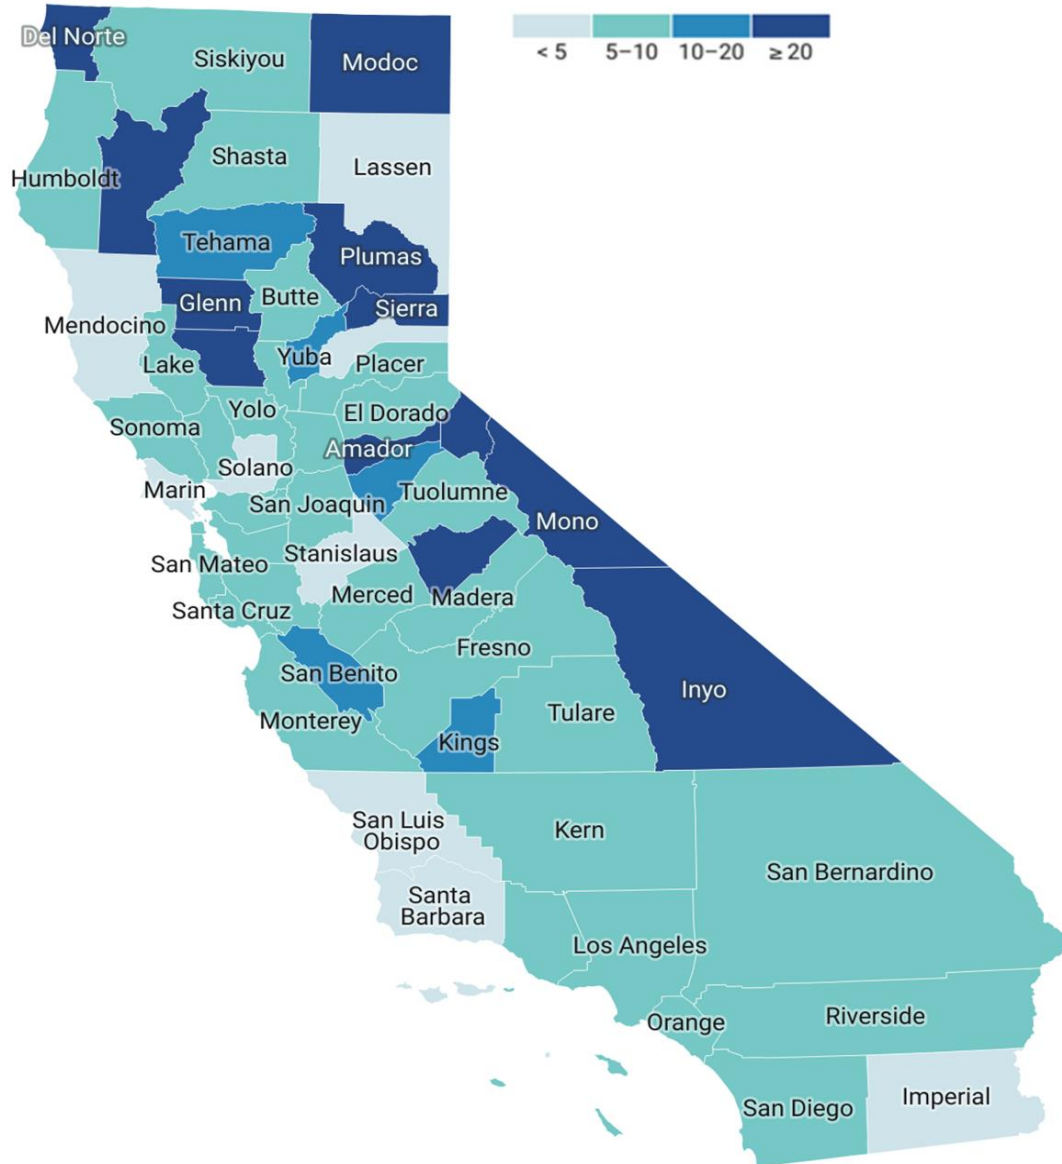 < 5 5–10 10–20 ≥ 20
Del Norte
Siskiyou
Modoc
Humboldt
Shasta
Lassen
Tehama
Plumas
Glenn
Butte
Sierra
Mendocino
Lake
Yuba
Placer
Sonoma
Yolo
El Dorado
Amador
Solano
Marin
San Joaquin
Tuolumne
Mono
Stanislaus
San Mateo
Merced
Madera
Santa Cruz
Fresno
San Benito
Inyo
Monterey
Kings
Tulare
San Luis
Obispo
Kern
San Bernardino
Santa
Barbara
Los Angeles
Orange
Riverside
San Diego
Imperial